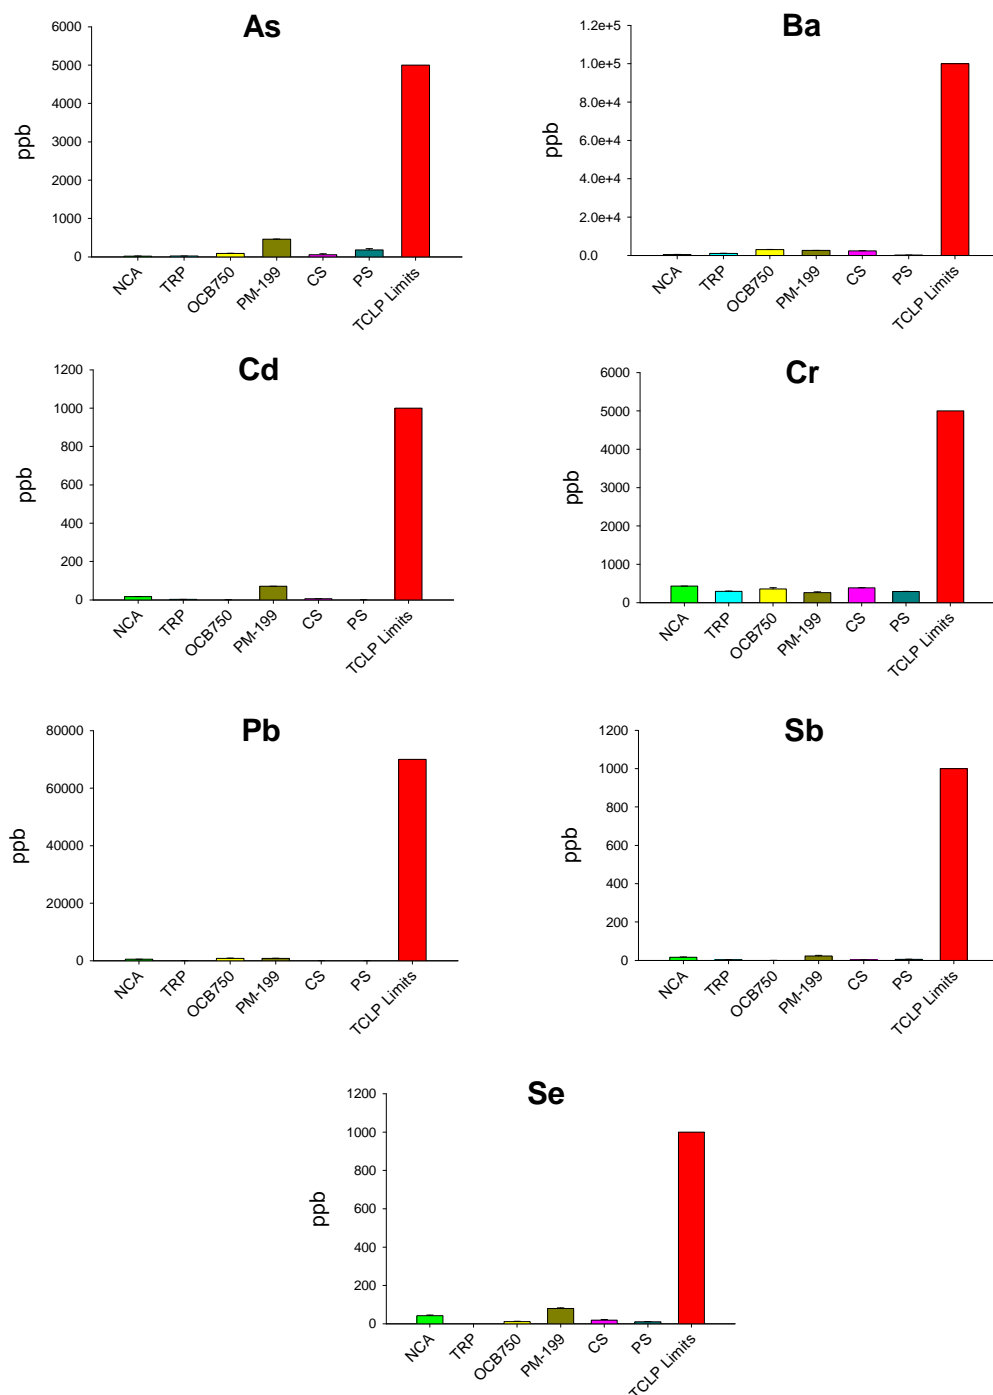 As
6000
5000
4000
3000
2000
1000
0
ppb
NCA
TRP
OCB750
PM-199
CS
PS
TCLP Limits
Ba
1.2e+5
1.0e+5
8.0e+4
6.0e+4
4.0e+4
2.0e+4
0.0
ppb
NCA
TRP
OCB750
PM-199
CS
PS
TCLP Limits
Cd
1200
1000
800
600
400
200
0
ppb
NCA
TRP
OCB750
PM-199
CS
PS
TCLP Limits
Cr
6000
5000
4000
3000
2000
1000
0
ppb
NCA
TRP
OCB750
PM-199
CS
PS
TCLP Limits
Pb
80000
60000
40000
20000
0
ppb
NCA
TRP
OCB750
PM-199
CS
PS
TCLP Limits
Sb
1200
1000
800
600
400
200
0
ppb
NCA
TRP
OCB750
PM-199
CS
PS
TCLP Limits
Se
1200
1000
800
600
400
200
0
ppb
NCA
TRP
OCB750
PM-199
CS
PS
TCLP Limits